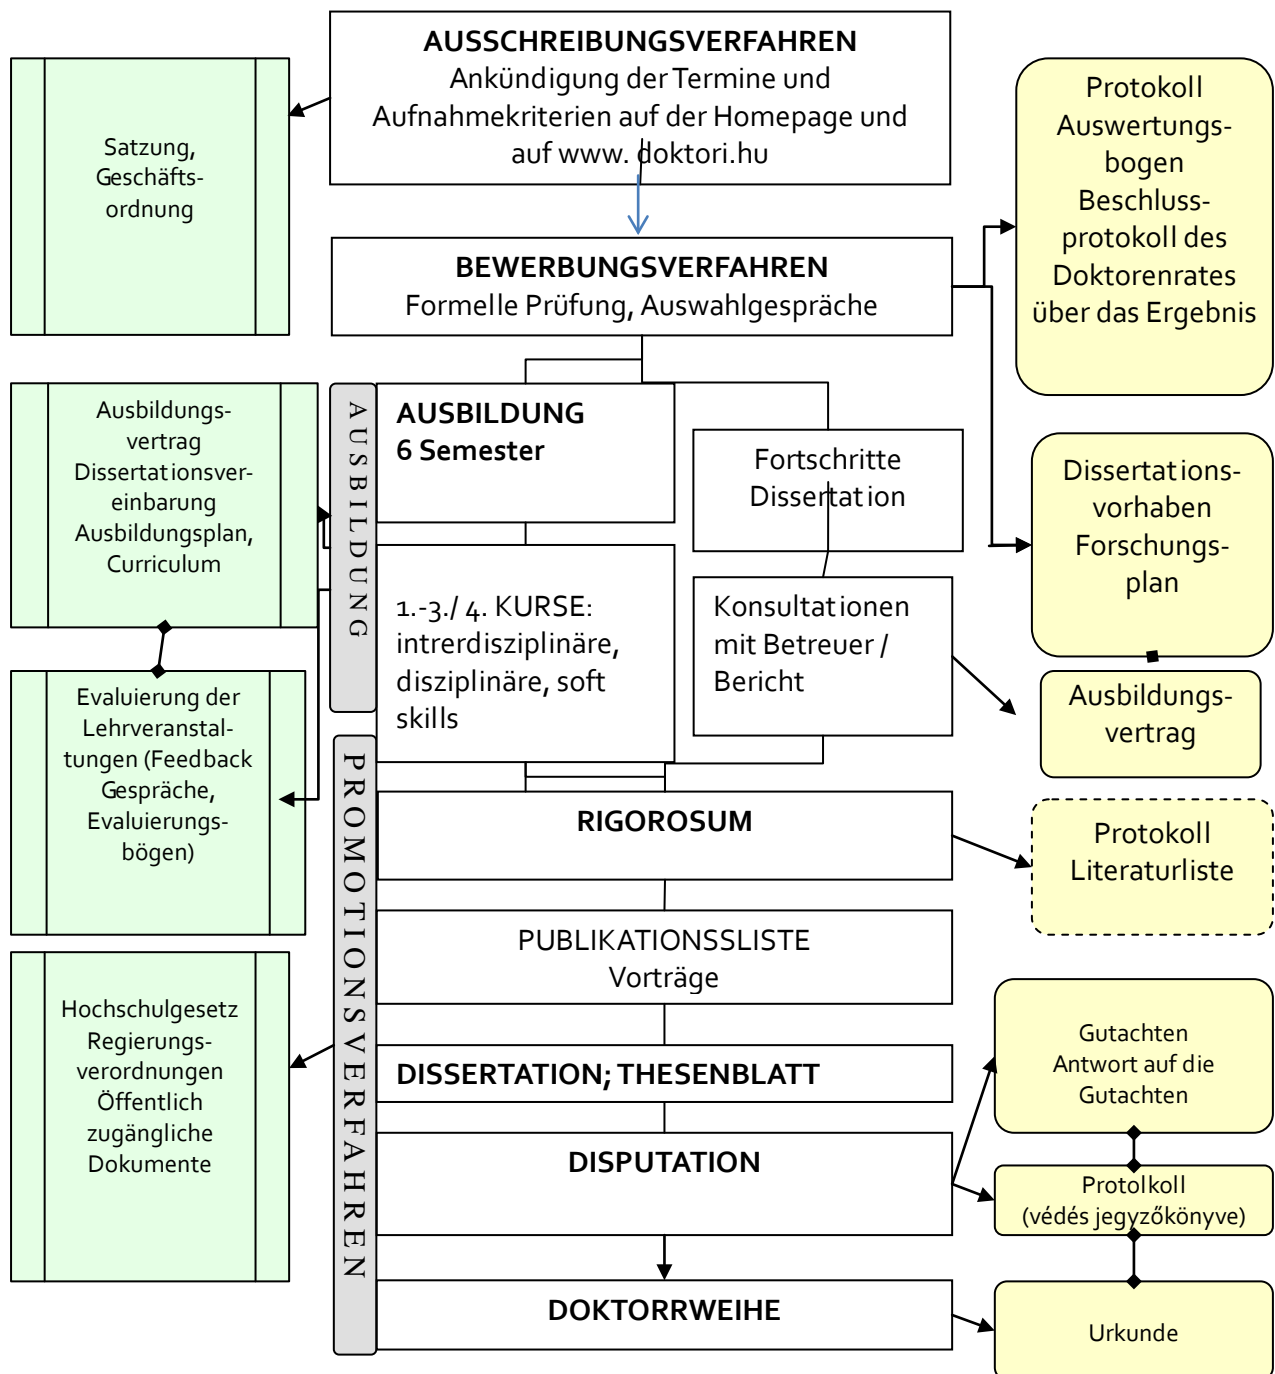 AUSSCHREIBUNGSVERFAHREN
Ankündigung der Termine und
Aufnahmekriterien auf der Homepage und
auf www. doktori.hu
Satzung,
Geschäfts-
ordnung
Protokoll
Auswertungs-
bogen
Beschluss-
protokoll des
Doktorenrates
über das Ergebnis
BEWERBUNGSVERFAHREN
Formelle Prüfung, Auswahlgespräche
Ausbildungs-
vertrag
Dissertationsver-
einbarung
Ausbildungsplan,
Curriculum
AUSBILDUNG
AUSBILDUNG
6 Semester
Fortschritte
Dissertation
Dissertations-
vorhaben
Forschungs-
plan
1.-3./ 4. KURSE:
intrerdisziplinäre,
disziplinäre, soft
skills
Konsultationen
mit Betreuer /
Bericht
Ausbildungs-
vertrag
Evaluierung der
Lehrveranstal-
tungen (Feedback
Gespräche,
Evaluierungs-
bögen)
PROMOTIONSVERFAHREN
RIGOROSUM
Protokoll
Literaturliste
PUBLIKATIONSSLISTE
Vorträge
Hochschulgesetz
Regierungs-
verordnungen
Öffentlich
zugängliche
Dokumente
DISSERTATION; THESENBLATT
Gutachten
Antwort auf die
Gutachten
DISPUTATION
Protolkoll
(védés jegyzőkönyve)
DOKTORRWEIHE
Urkunde